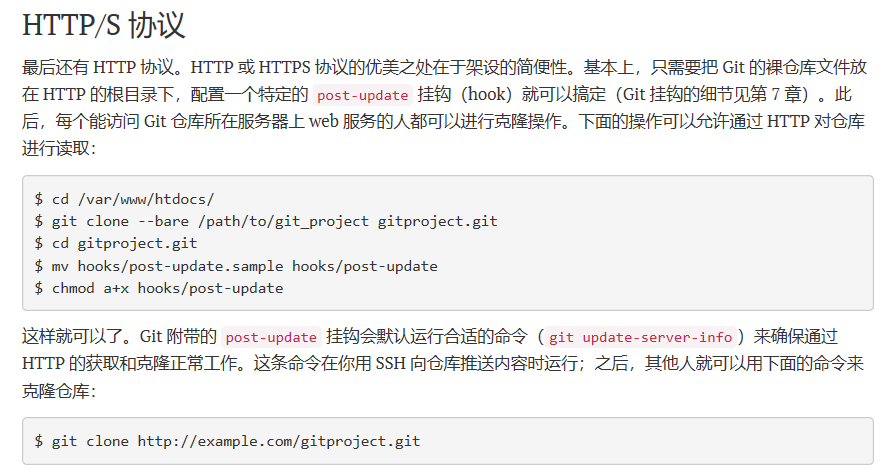 HTTP/S 协议
最后还有 HTTP 协议。HTTP 或 HTTPS 协议的优美之处在于架设的简便性。基本上，只需要把 Git 的裸仓库文件放
在 HTTP 的根目录下，配置一个特定的 post-update 挂钩（hook）就可以搞定（Git 挂钩的细节见第 7 章）。此
后，每个能访问 Git 仓库所在服务器上 web 服务的人都可以进行克隆操作。下面的操作可以允许通过 HTTP 对仓库
进行读取：
$ cd /var/www/htdocs/
$ git clone --bare /path/to/git_project gitproject.git
$ cd gitproject.git
$ mv hooks/post-update.sample hooks/post-update
$ chmod a+x hooks/post-update
这样就可以了。Git 附带的 post-update 挂钩会默认运行合适的命令（git update-server-info）来确保通过
HTTP 的获取和克隆正常工作。这条命令在你用 SSH 向仓库推送内容时运行；之后，其他人就可以用下面的命令来
克隆仓库：
$ git clone http://example.com/gitproject.git